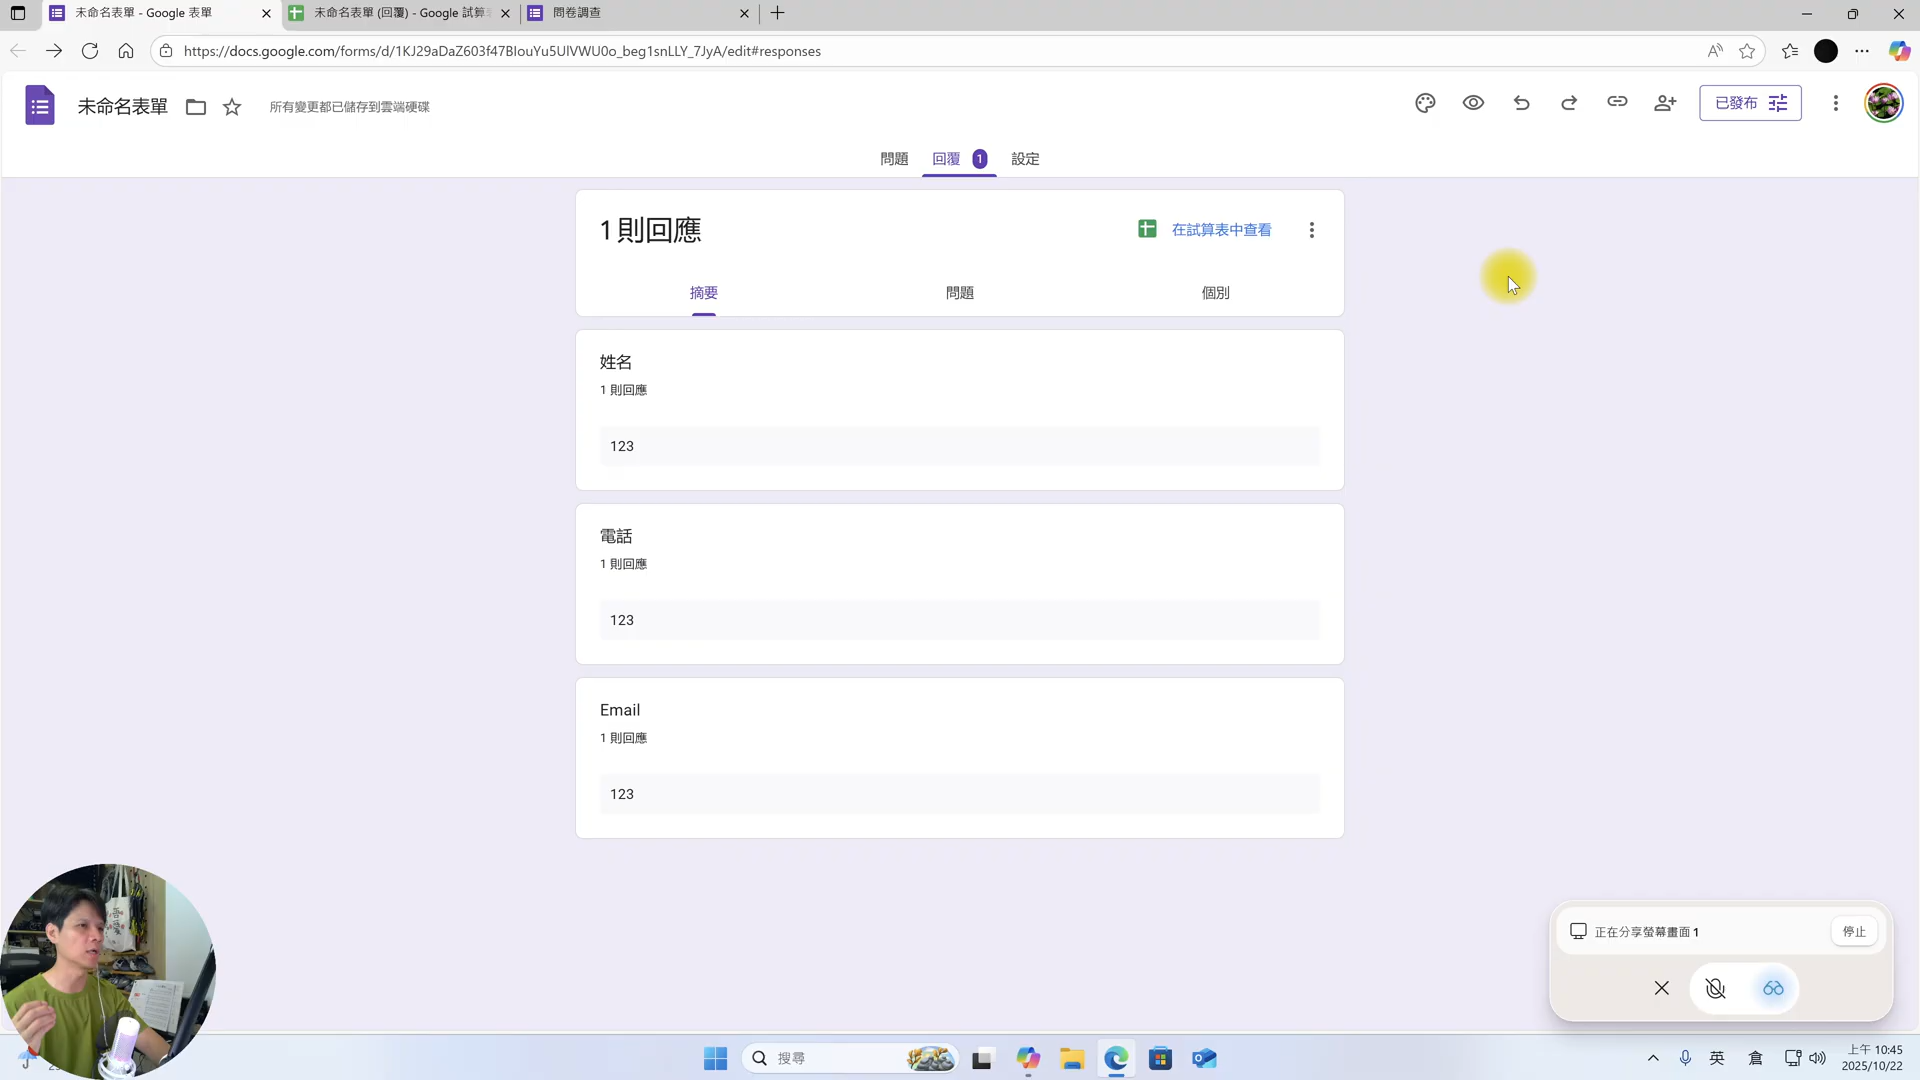 未命名表單 - Google 表單
未命名表單 (回覆) - Google 試算
問卷調查
https://docs.google.com/forms/d/1KJ29aDaZ603f47BIouYu5UlVWU0o_beg1snLLY_7JyA/edit#responses
未命名表單
所有變更都已儲存到雲端硬碟
已發布
問題
回覆 1
設定
1 則回應
在試算表中查看
摘要
問題
個別
姓名
1 則回應
123
電話
1 則回應
123
Email
1 則回應
123
正在分享螢幕畫面 1
停止
搜尋
英
倉
上午 10:45
2025/10/22